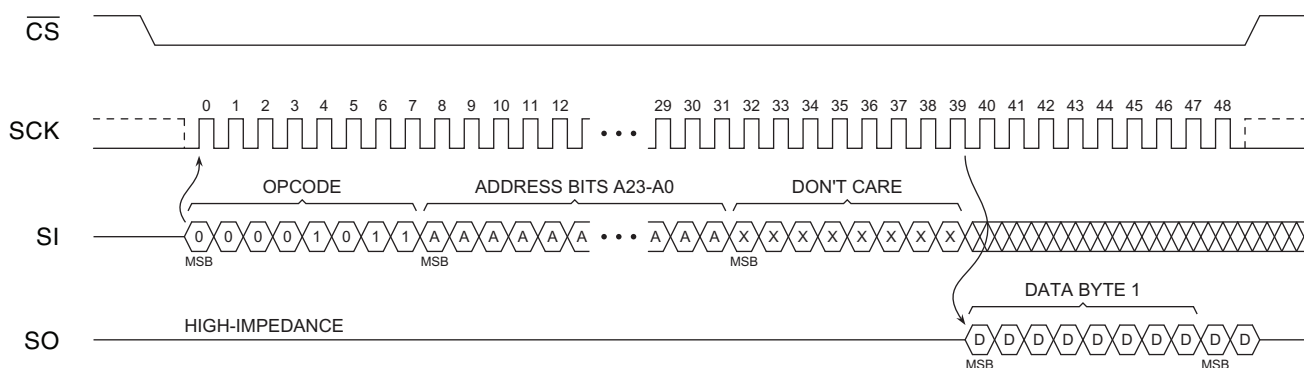 CS
0 1 2 3 4 5 6 7 8 9 10 11 12 29 30 31 32 33 34 35 36 37 38 39 40 41 42 43 44 45 46 47 48
SCK
OPCODE ADDRESS BITS A23-A0 DON'T CARE
SI 0 0 0 0 1 0 1 1 A A A A A A A A A X X X X X X X X
MSB MSB MSB
DATA BYTE 1
HIGH-IMPEDANCE
SO D D D D D D D D D D
MSB MSB